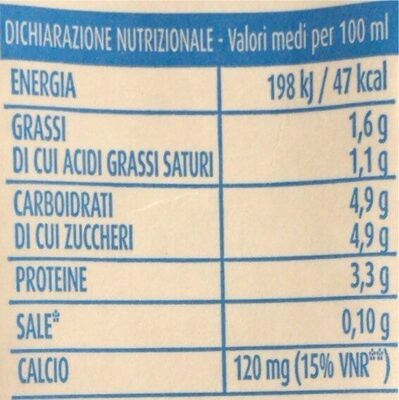 DICHIARAZIONE NUTRIZIONALE - Valori medi per 100 ml
ENERGIA 198 kJ / 47 kcal
GRASSI 1,6 g
DI CUI ACIDI GRASSI SATURI 1,1 g
CARBOIDRATI 4,9 g
DI CUI ZUCCHERI 4,9 g
PROTEINE 3,3 g
SALE* 0,10 g
CALCIO 120 mg (15% VNR**)